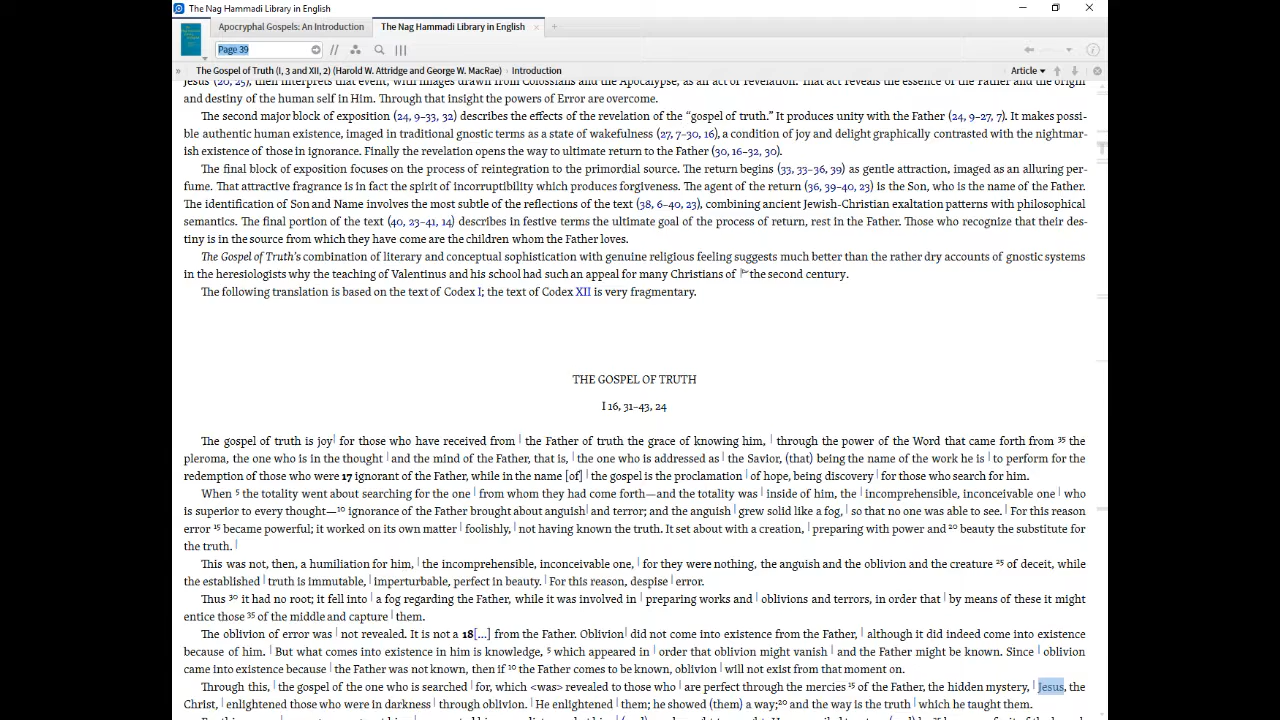 The Nag Hammadi Library in English
Apocryphal Gospels: An Introduction
The Nag Hammadi Library in English
Page 39
The Gospel of Truth (I, 3 and XII, 2) (Harold W. Attridge and George W. MacRae) › Introduction
Article
Jesus (20, 25), then interprets that event, with images drawn from Colossians and the Apocalypse, as an act of revelation. That act reveals the essence of the Father and the origin
and destiny of the human self in Him. Through that insight the powers of Error are overcome.
The second major block of exposition (24, 9–33, 32) describes the effects of the revelation of the “gospel of truth.” It produces unity with the Father (24, 9–27, 7). It makes possi-
ble authentic human existence, imaged in traditional gnostic terms as a state of wakefulness (27, 7–30, 16), a condition of joy and delight graphically contrasted with the nightmar-
ish existence of those in ignorance. Finally the revelation opens the way to ultimate return to the Father (30, 16–32, 30).
The final block of exposition focuses on the process of reintegration to the primordial source. The return begins (33, 33–36, 39) as gentle attraction, imaged as an alluring per-
fume. That attractive fragrance is in fact the spirit of incorruptibility which produces forgiveness. The agent of the return (36, 39–40, 23) is the Son, who is the name of the Father.
The identification of Son and Name involves the most subtle of the reflections of the text (38, 6–40, 23), combining ancient Jewish-Christian exaltation patterns with philosophical
semantics. The final portion of the text (40, 23–41, 14) describes in festive terms the ultimate goal of the process of return, rest in the Father. Those who recognize that their des-
tiny is in the source from which they have come are the children whom the Father loves.
The Gospel of Truth’s combination of literary and conceptual sophistication with genuine religious feeling suggests much better than the rather dry accounts of gnostic systems
in the heresiologists why the teaching of Valentinus and his school had such an appeal for many Christians of the second century.
The following translation is based on the text of Codex I; the text of Codex XII is very fragmentary.
THE GOSPEL OF TRUTH
I 16, 31–43, 24
The gospel of truth is joy | for those who have received from | the Father of truth the grace of knowing him, | through the power of the Word that came forth from 35 the
pleroma, the one who is in the thought | and the mind of the Father, that is, | the one who is addressed as | the Savior, (that) being the name of the work he is | to perform for the
redemption of those who were 17 ignorant of the Father, while in the name [of] | the gospel is the proclamation | of hope, being discovery | for those who search for him.
When 5 the totality went about searching for the one | from whom they had come forth—and the totality was | inside of him, the | incomprehensible, inconceivable one | who
is superior to every thought—10 ignorance of the Father brought about anguish | and terror; and the anguish | grew solid like a fog, | so that no one was able to see. | For this reason
error 15 became powerful; it worked on its own matter | foolishly, | not having known the truth. It set about with a creation, | preparing with power and 20 beauty the substitute for
the truth. |
This was not, then, a humiliation for him, | the incomprehensible, inconceivable one, | for they were nothing, the anguish and the oblivion and the creature 25 of deceit, while
the established | truth is immutable, | imperturbable, perfect in beauty. | For this reason, despise | error.
Thus 30 it had no root; it fell into | a fog regarding the Father, while it was involved in | preparing works and | oblivions and terrors, in order that | by means of these it might
entice those 35 of the middle and capture | them.
The oblivion of error was | not revealed. It is not a 18[...] from the Father. Oblivion | did not come into existence from the Father, | although it did indeed come into existence
because of him. | But what comes into existence in him is knowledge, 5 which appeared in | order that oblivion might vanish | and the Father might be known. Since | oblivion
came into existence because | the Father was not known, then if 10 the Father comes to be known, oblivion | will not exist from that moment on.
Through this, | the gospel of the one who is searched | for, which <was> revealed to those who | are perfect through the mercies 15 of the Father, the hidden mystery, | Jesus, the
Christ, | enlightened those who were in darkness | through oblivion. | He enlightened | them; he showed (them) a way; 20 and the way is the truth | which he taught them.